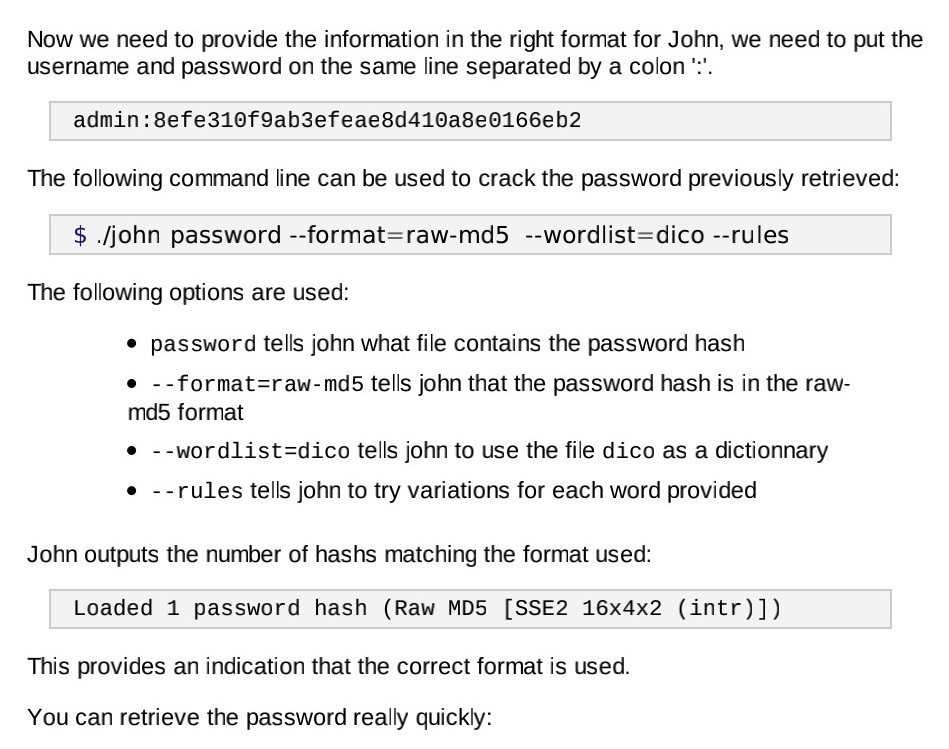 Now we need to provide the information in the right format for John, we need to put the
username and password on the same line separated by a colon ':'.
admin:8efe310f9ab3efeae8d410a8e0166eb2
The following command line can be used to crack the password previously retrieved:
$ ./john password --format=raw-md5  --wordlist=dico --rules
The following options are used:
• password tells john what file contains the password hash
• --format=raw-md5 tells john that the password hash is in the raw-
md5 format
• --wordlist=dico tells john to use the file dico as a dictionnary
• --rules tells john to try variations for each word provided
John outputs the number of hashs matching the format used:
Loaded 1 password hash (Raw MD5 [SSE2 16x4x2 (intr)])
This provides an indication that the correct format is used.
You can retrieve the password really quickly: